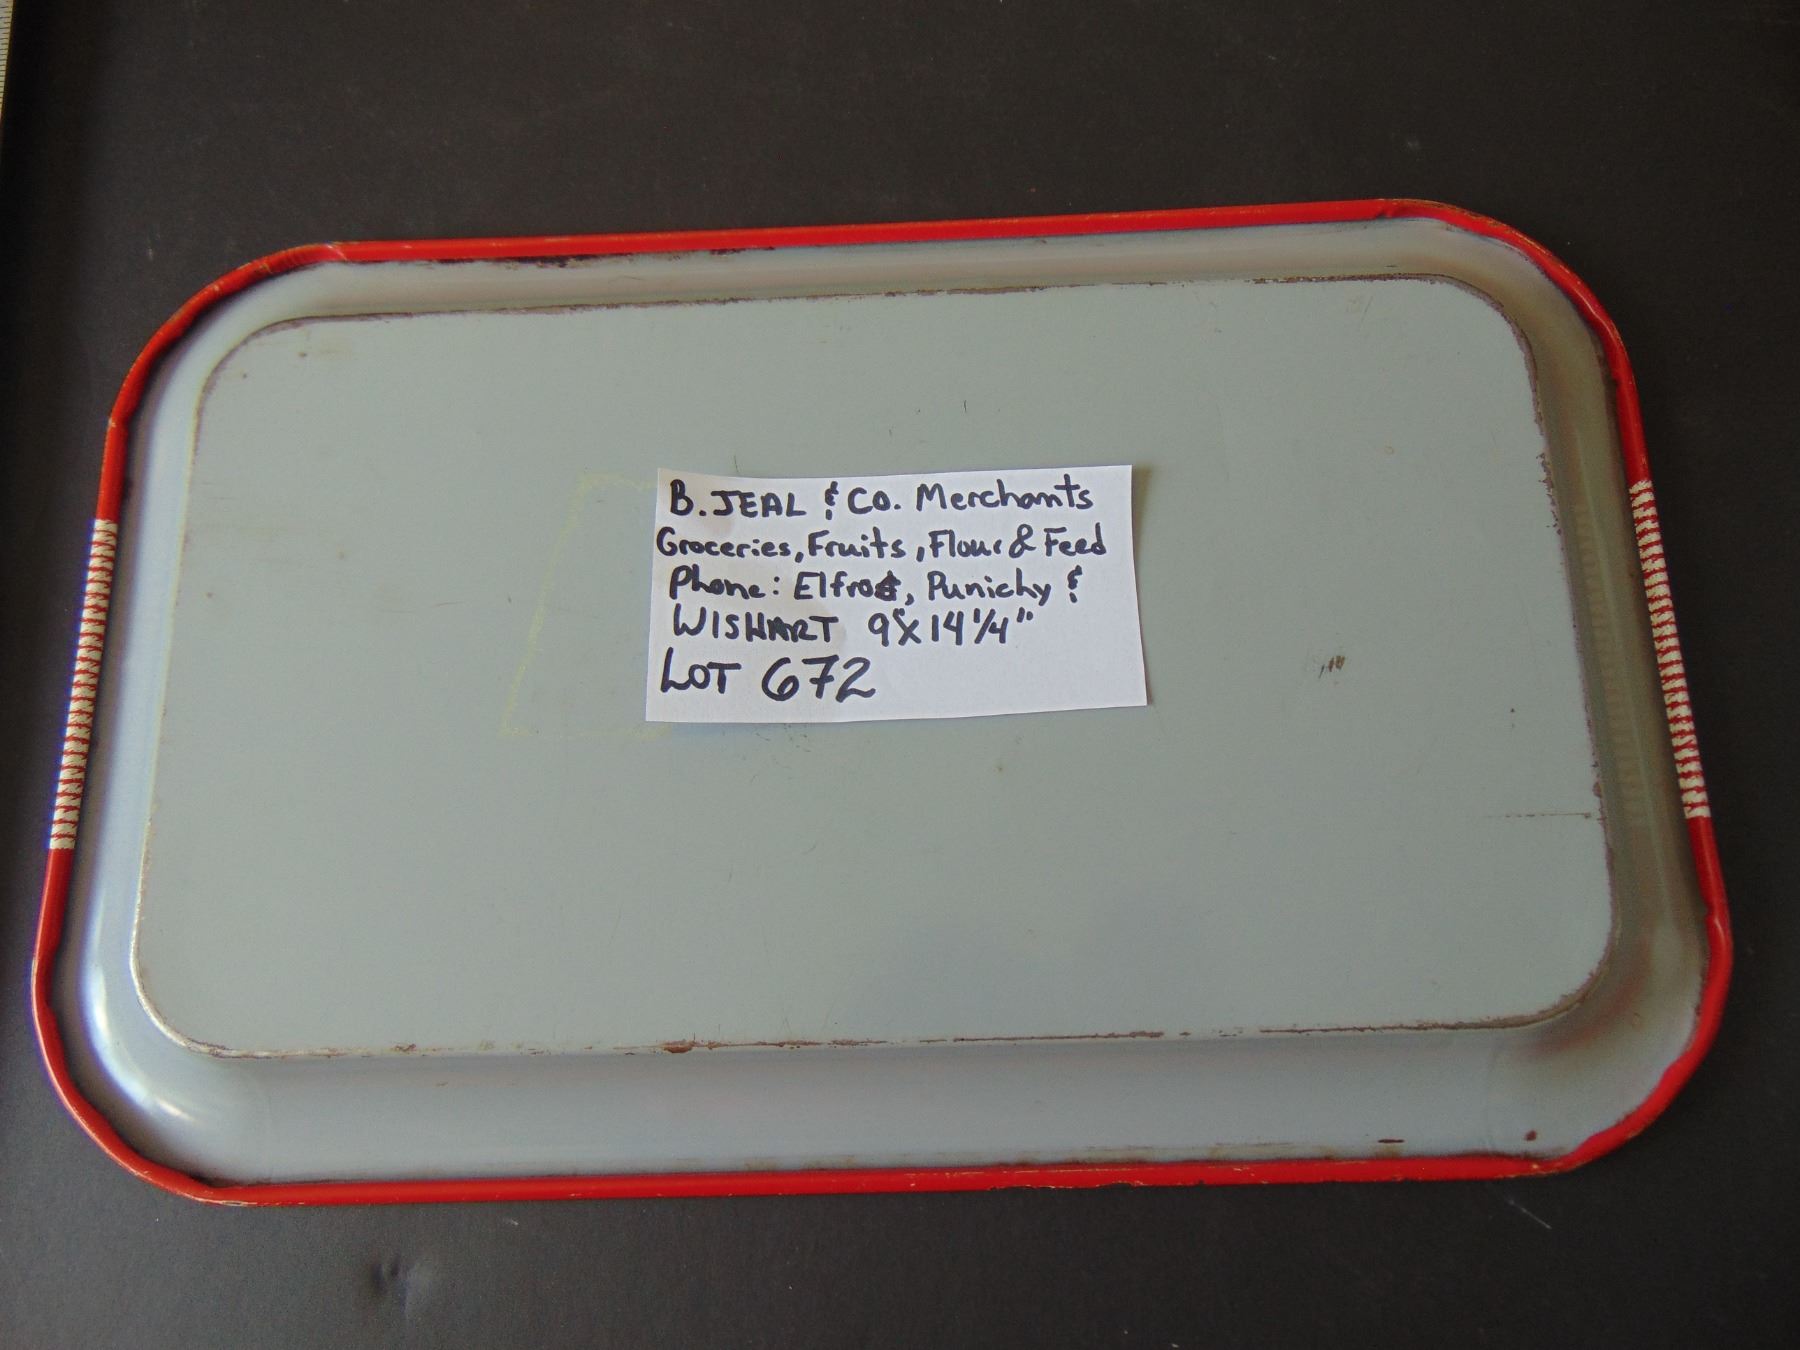 B. JEAL & CO. Merchants
Groceries, Fruits, Flour & Feed
Phone: Elfros, Punichy &
WISHART 9"X14 1/4"
LOT 672